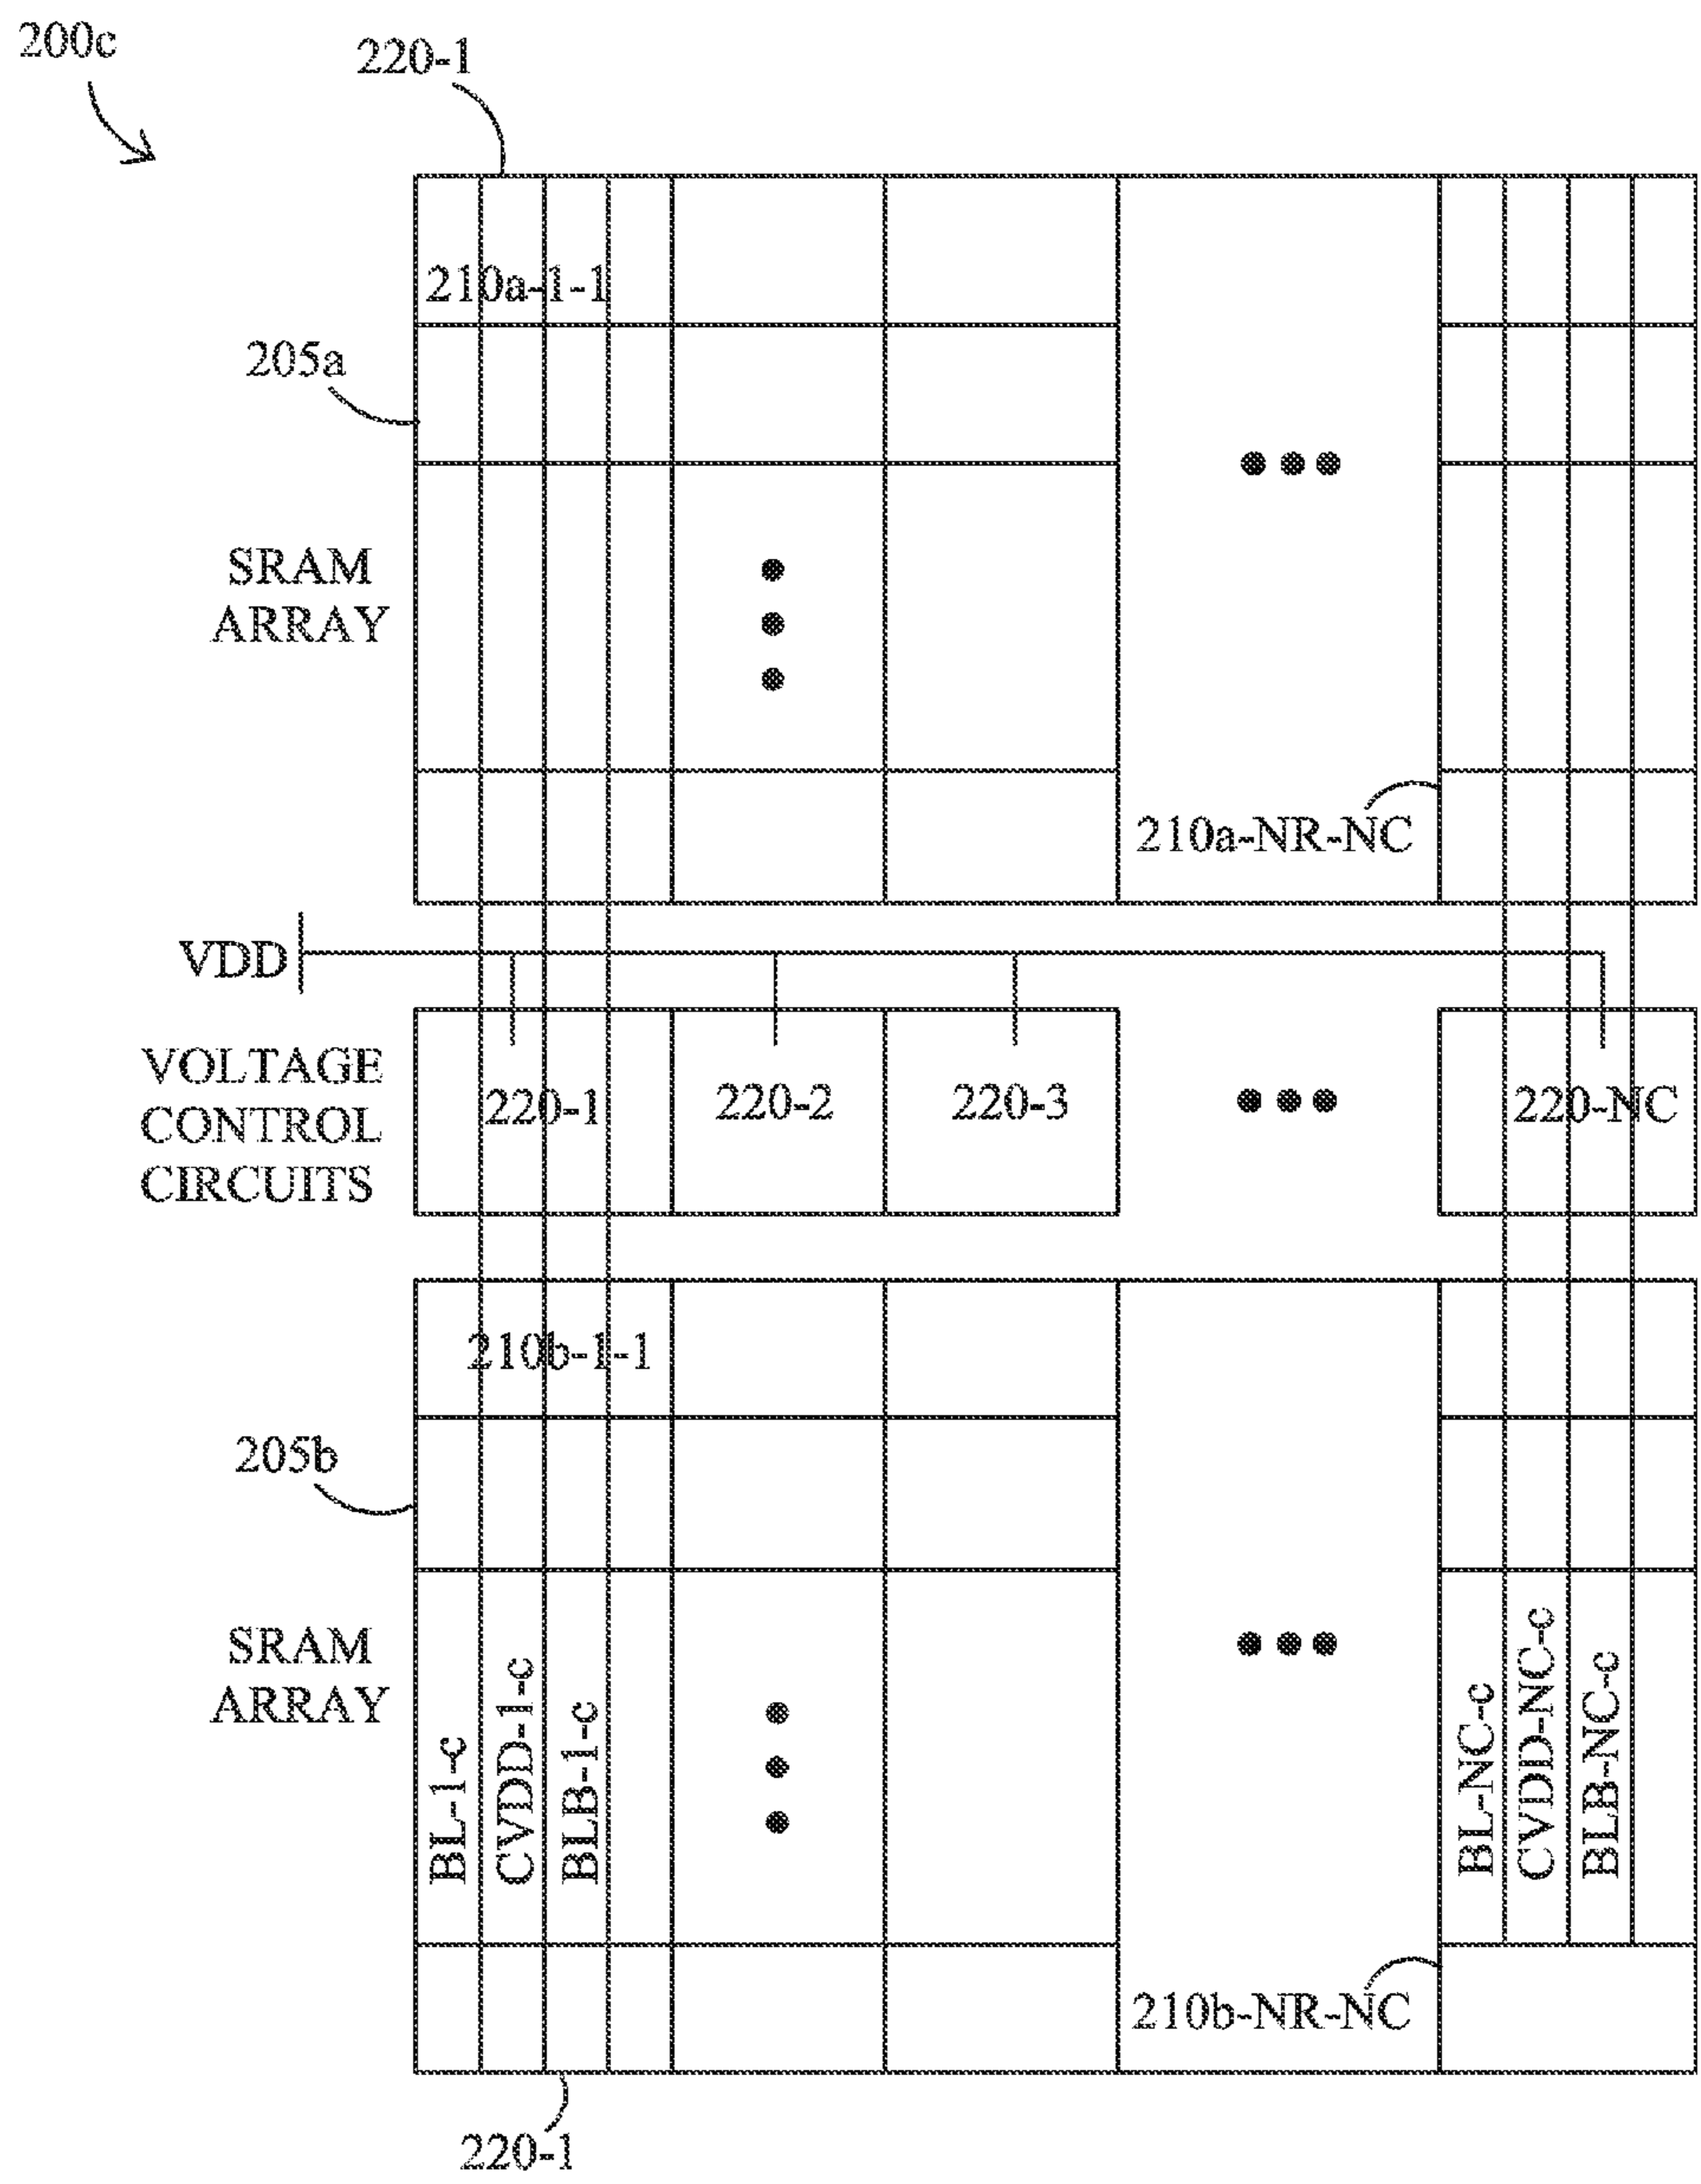 200c
220-1
210a-1-1
205a
SRAM
ARRAY
210a-NR-NC
VDD
VOLTAGE
CONTROL
CIRCUITS
220-1
220-2
220-3
220-NC
210b-1-1
205b
SRAM
ARRAY
BL-1-c
CVDD-1-c
BLB-1-c
BL-NC-c
CVDD-NC-c
BLB-NC-c
210b-NR-NC
220-1